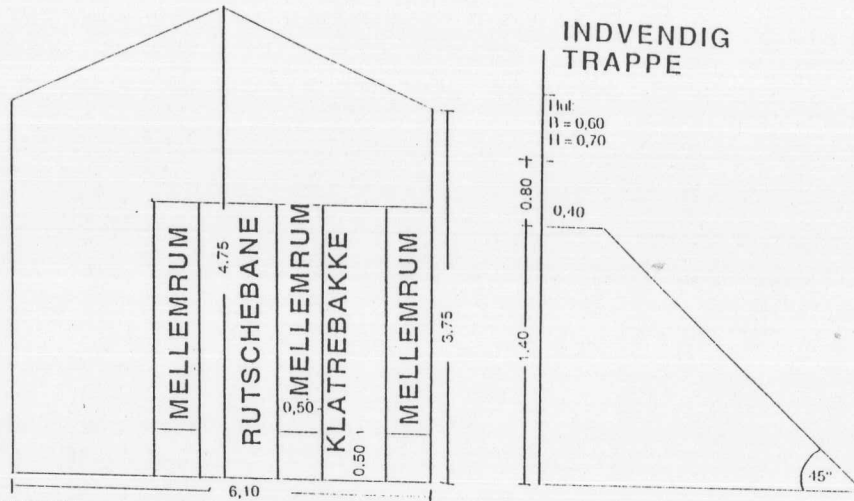 INDVENDIG
TRAPPE
Hul:
B = 0,60
H = 0,70
0.80
0,40
1.40
45°
MELLEMRUM
4.75
RUTSCHEBANE
MELLEMRUM
0,50
KLATREBAKKE
0.50
MELLEMRUM
3.75
6,10